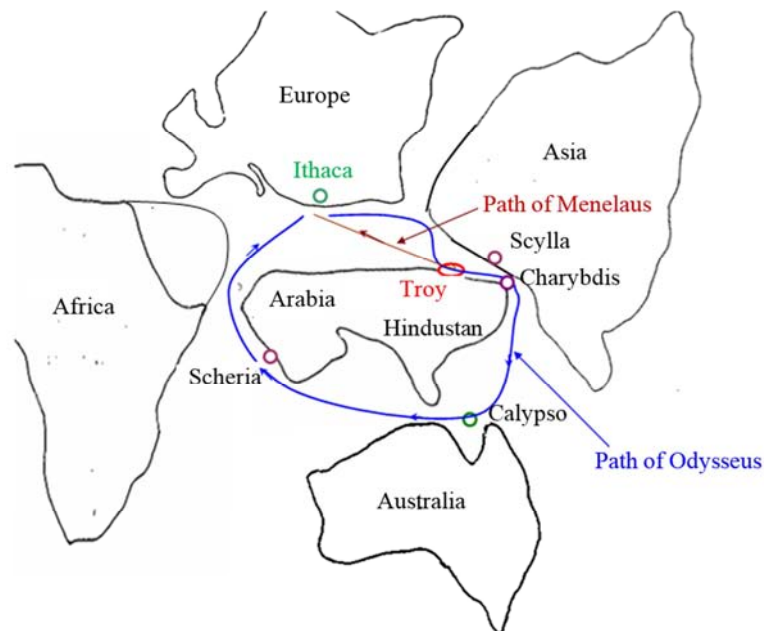 Europe
Asia
Ithaca
Path of Menelaus
Scylla
Charybdis
Troy
Africa
Arabia
Hindustan
Scheria
Calypso
Path of Odysseus
Australia